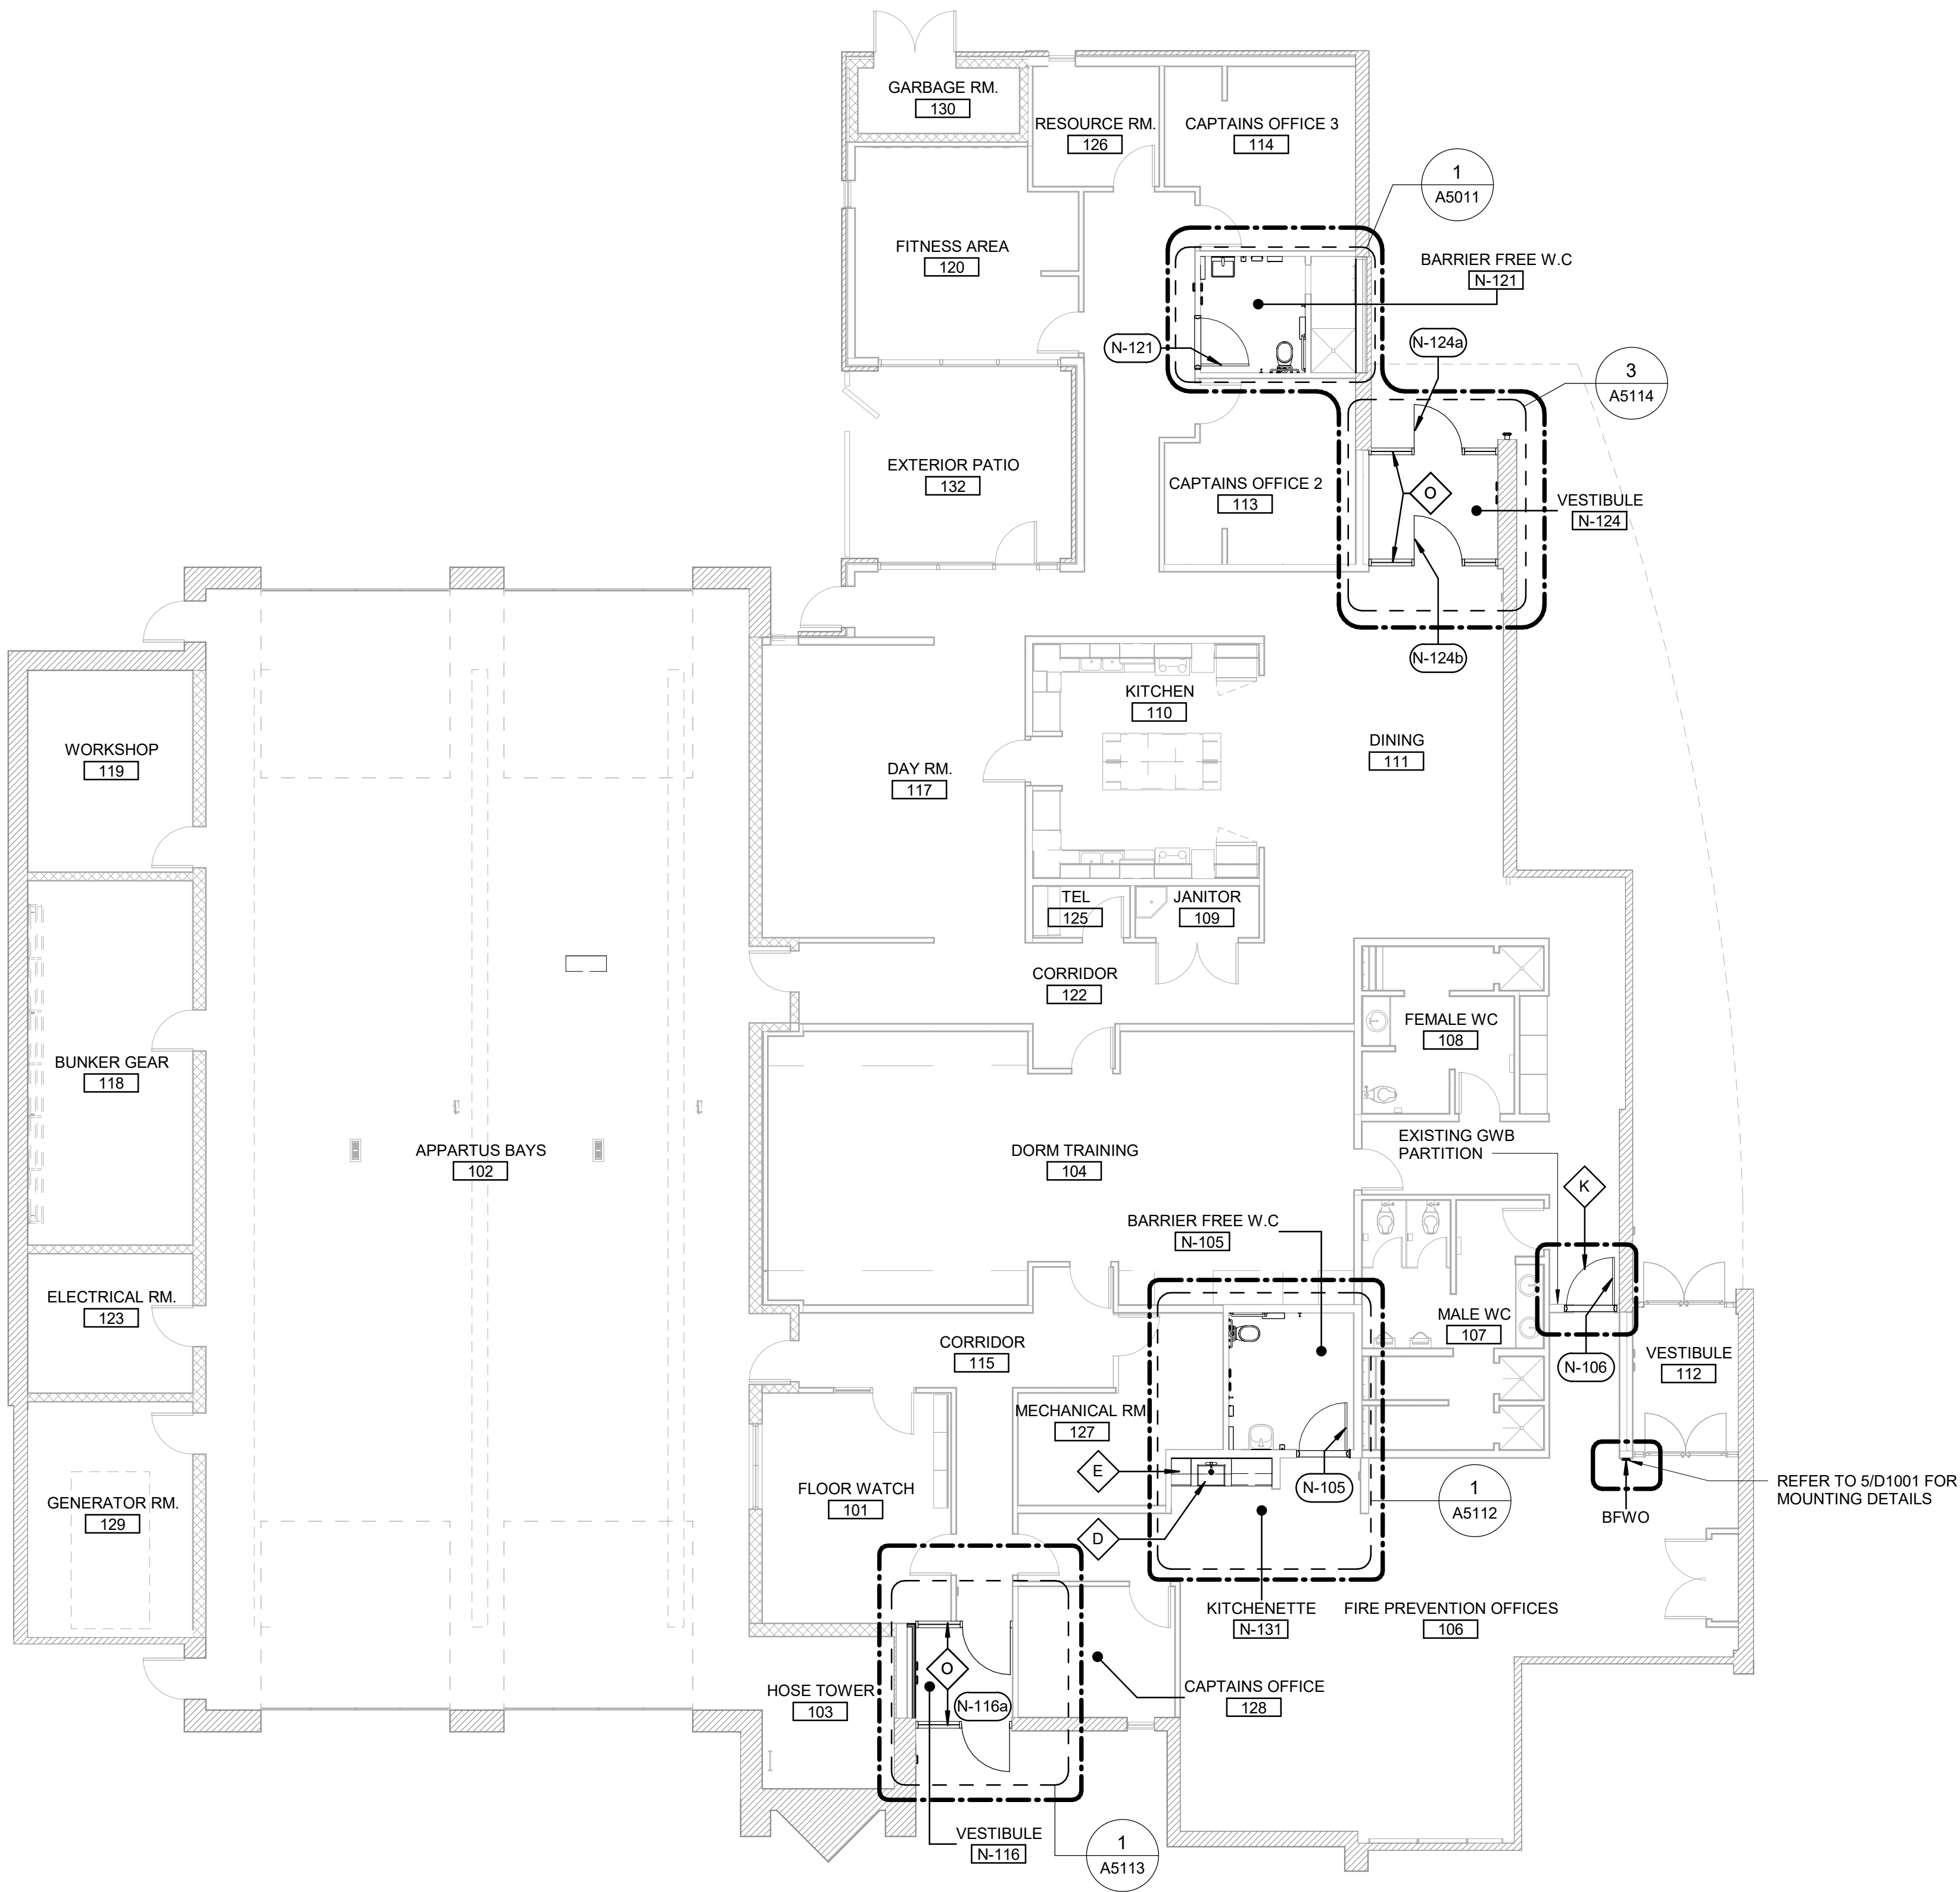 GARBAGE RM.
130
RESOURCE RM.
126
CAPTAINS OFFICE 3
114
1
A5011
FITNESS AREA
120
BARRIER FREE W.C
N-121
N-121
N-124a
3
A5114
EXTERIOR PATIO
132
CAPTAINS OFFICE 2
113
O
VESTIBULE
N-124
N-124b
KITCHEN
110
WORKSHOP
119
DAY RM.
117
DINING
111
TEL
125
JANITOR
109
CORRIDOR
122
FEMALE WC
108
BUNKER GEAR
118
APPARTUS BAYS
102
DORM TRAINING
104
EXISTING GWB
PARTITION
K
BARRIER FREE W.C
N-105
ELECTRICAL RM.
123
CORRIDOR
115
MALE WC
107
N-106
VESTIBULE
112
MECHANICAL RM.
127
E
N-105
1
A5112
REFER TO 5/D1001 FOR
MOUNTING DETAILS
BFWO
GENERATOR RM.
129
FLOOR WATCH
101
D
KITCHENETTE
N-131
FIRE PREVENTION OFFICES
106
O
HOSE TOWER
103
N-116a
CAPTAINS OFFICE
128
VESTIBULE
N-116
1
A5113